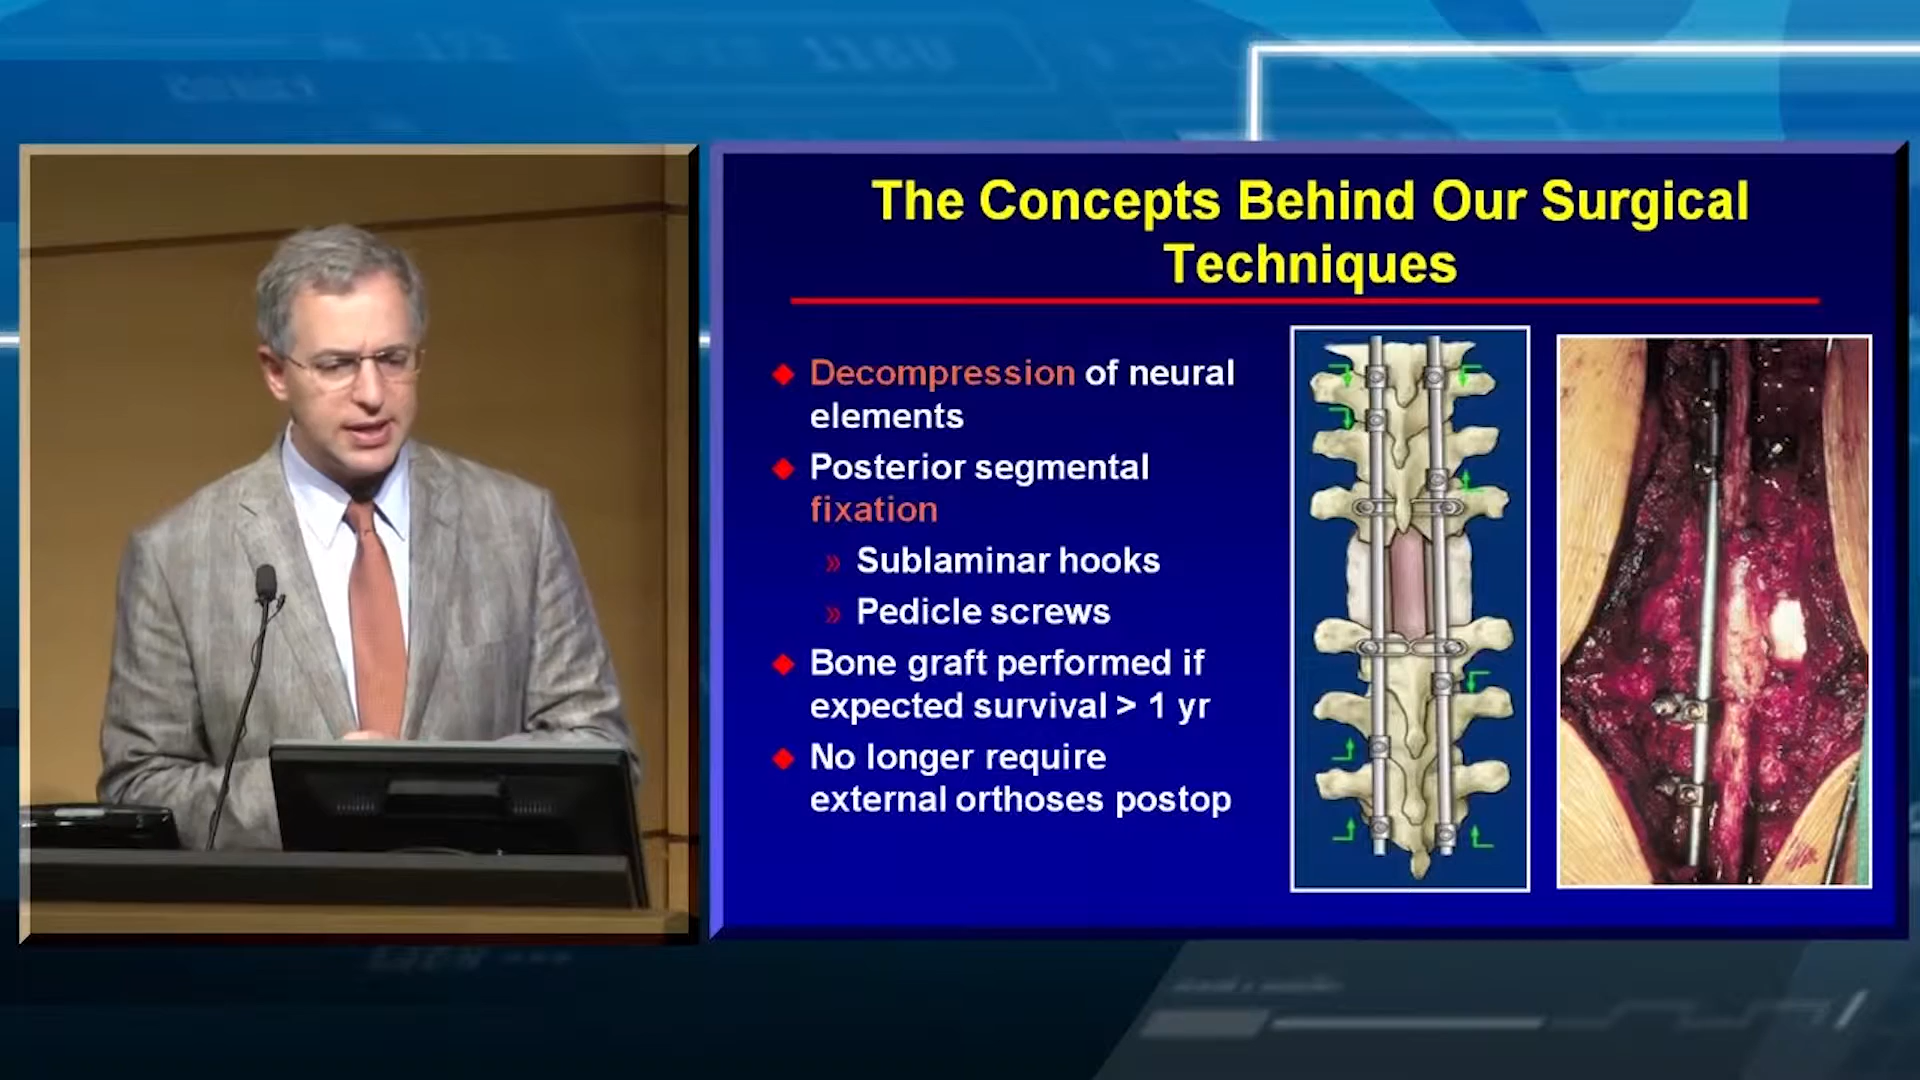 The Concepts Behind Our Surgical
Techniques
Decompression of neural
elements
Posterior segmental
fixation
» Sublaminar hooks
» Pedicle screws
Bone graft performed if
expected survival > 1 yr
No longer require
external orthoses postop